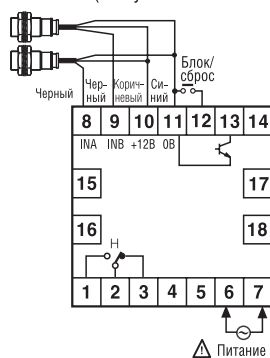 Блок/
сброс
Черный
Чер-
ный
Корич-
невый
Си-
ний
8 9 10 11 12 13 14
INA INB +12В 0В
15 17
16 18
Н
1 2 3 4 5 6 7
Питание